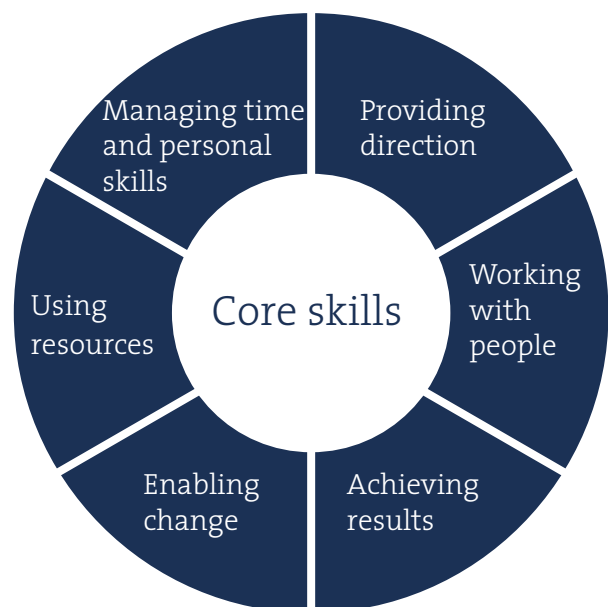 Managing time
and personal
skills
Providing
direction
Working
with
people
Achieving
results
Enabling
change
Using
resources
Core skills